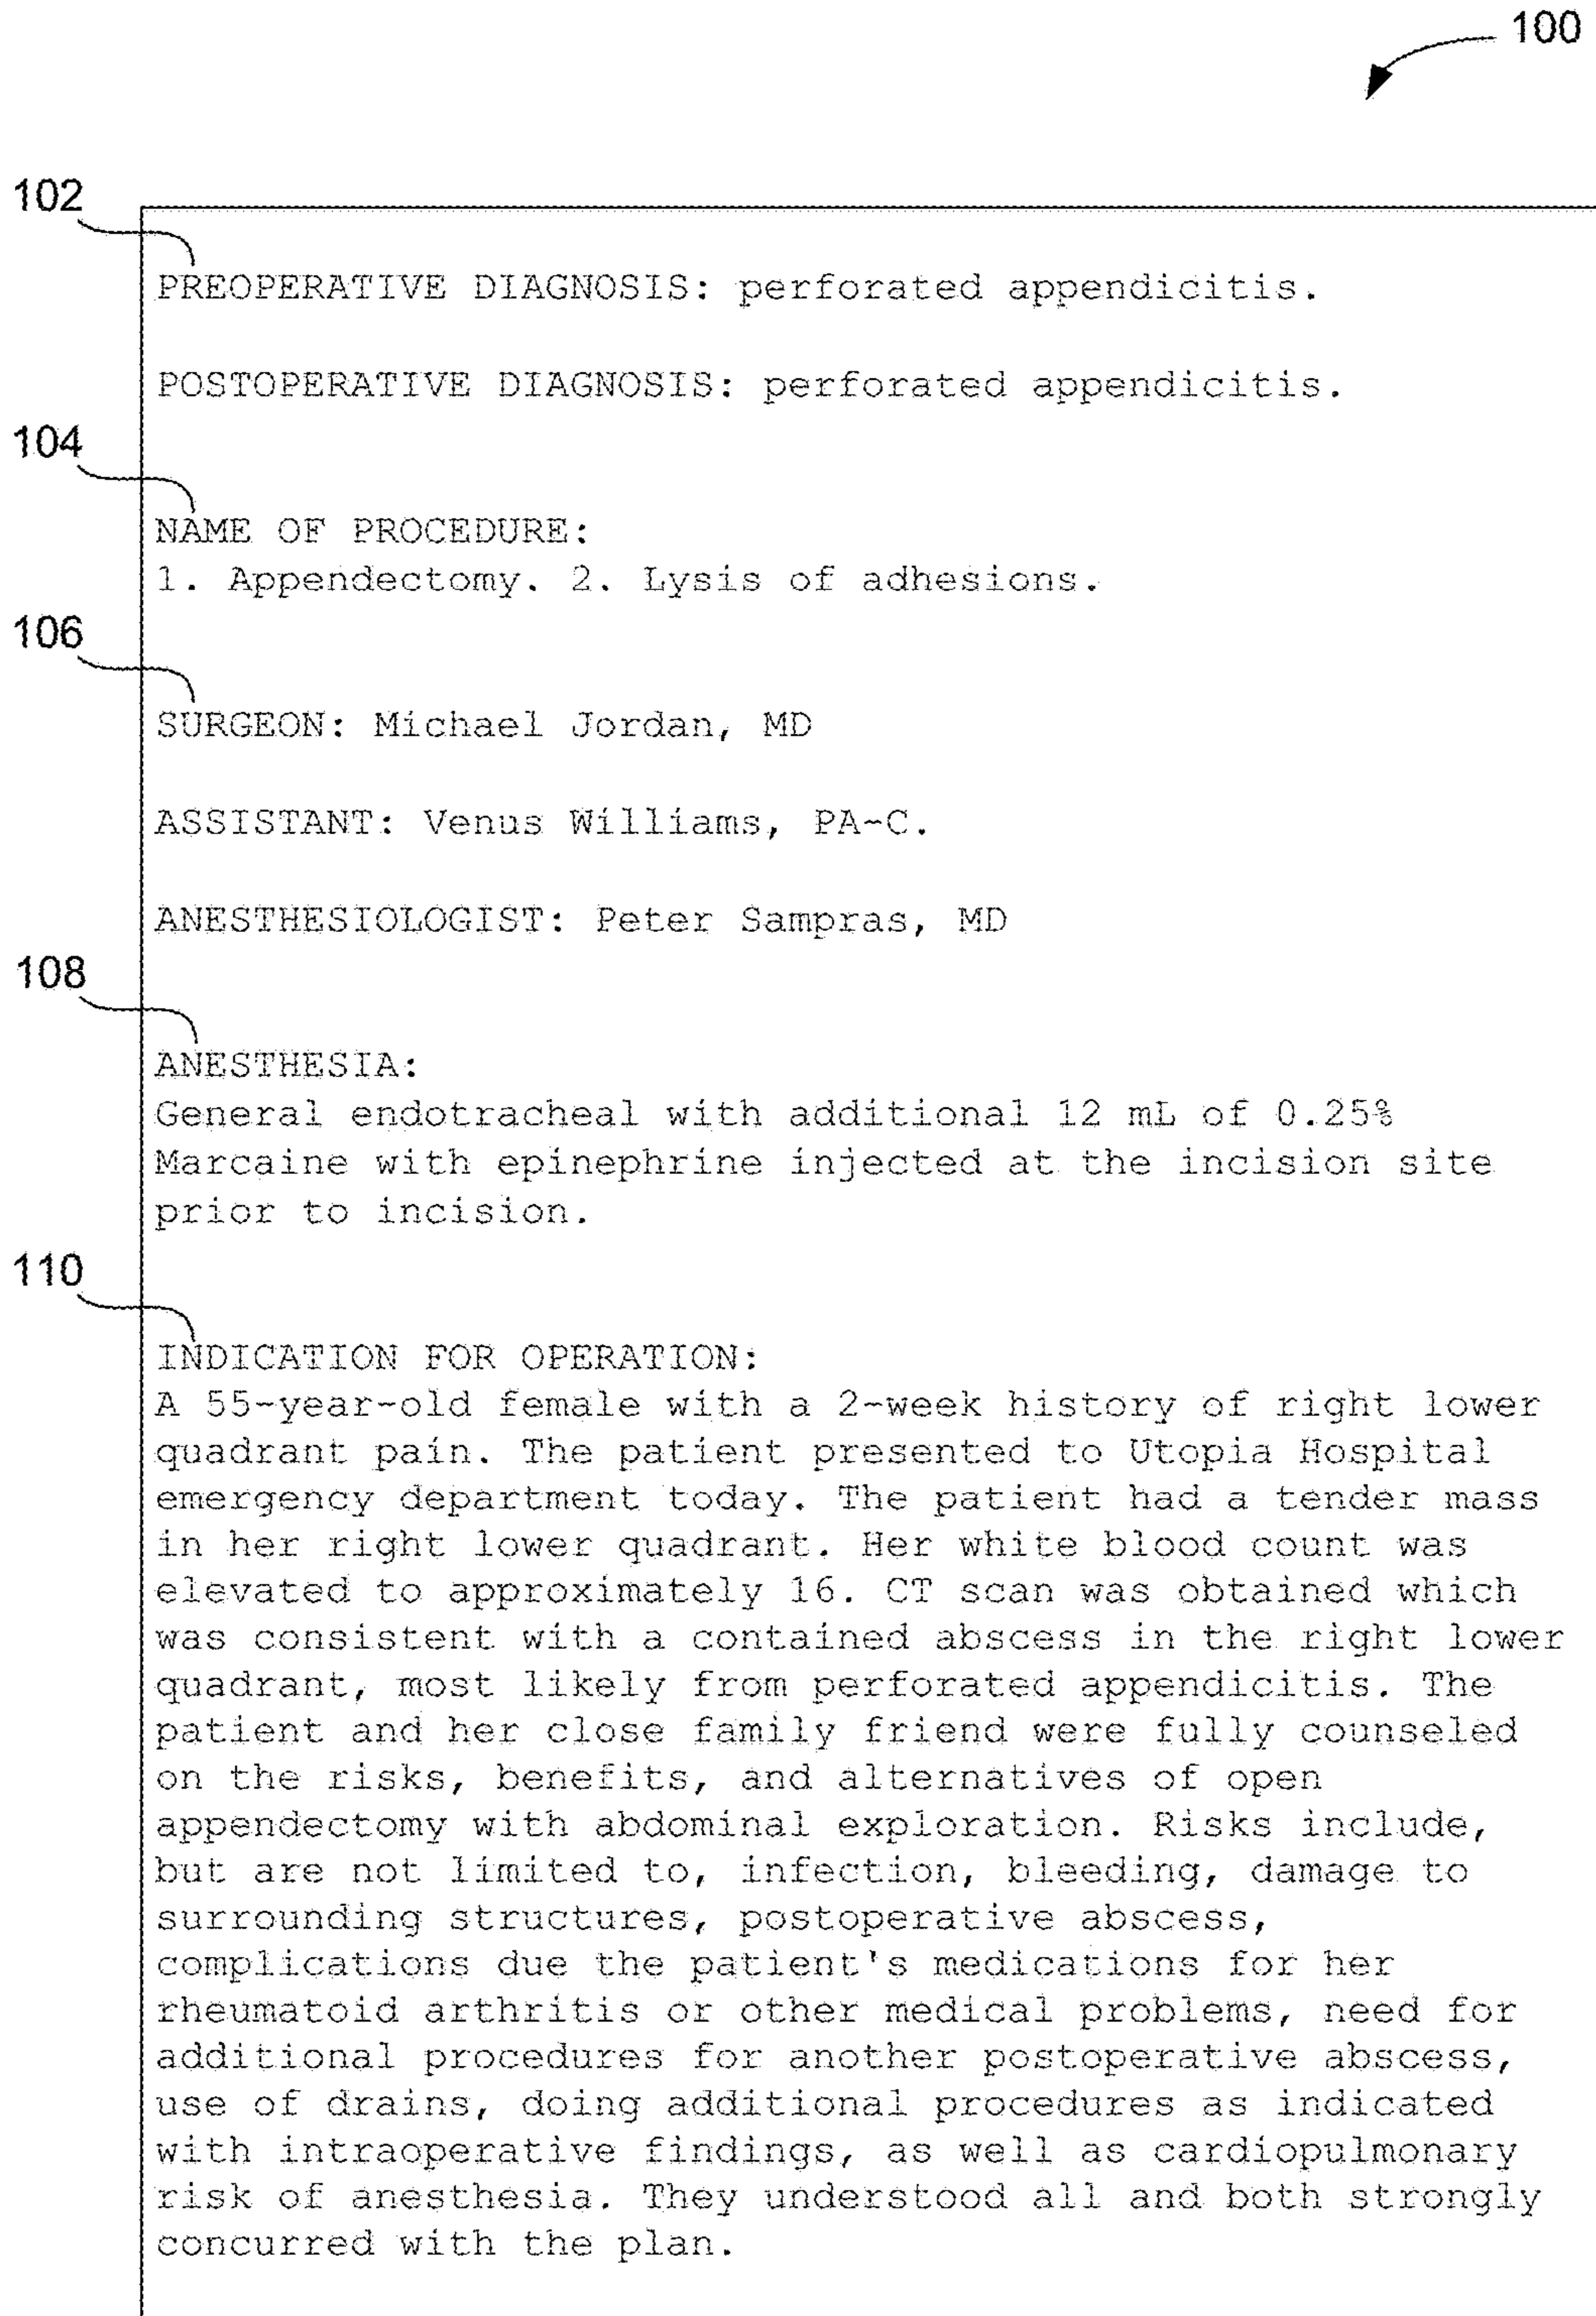 100
102
PREOPERATIVE DIAGNOSIS: perforated appendicitis.
POSTOPERATIVE DIAGNOSIS: perforated appendicitis.
104
NAME OF PROCEDURE:
1. Appendectomy. 2. Lysis of adhesions.
106
SURGEON: Michael Jordan, MD
ASSISTANT: Venus Williams, PA-C.
ANESTHESIOLOGIST: Peter Sampras, MD
108
ANESTHESIA:
General endotracheal with additional 12 mL of 0.25%
Marcaine with epinephrine injected at the incision site
prior to incision.
110
INDICATION FOR OPERATION:
A 55-year-old female with a 2-week history of right lower
quadrant pain. The patient presented to Utopia Hospital
emergency department today. The patient had a tender mass
in her right lower quadrant. Her white blood count was
elevated to approximately 16. CT scan was obtained which
was consistent with a contained abscess in the right lower
quadrant, most likely from perforated appendicitis. The
patient and her close family friend were fully counseled
on the risks, benefits, and alternatives of open
appendectomy with abdominal exploration. Risks include,
but are not limited to, infection, bleeding, damage to
surrounding structures, postoperative abscess,
complications due the patient's medications for her
rheumatoid arthritis or other medical problems, need for
additional procedures for another postoperative abscess,
use of drains, doing additional procedures as indicated
with intraoperative findings, as well as cardiopulmonary
risk of anesthesia. They understood all and both strongly
concurred with the plan.